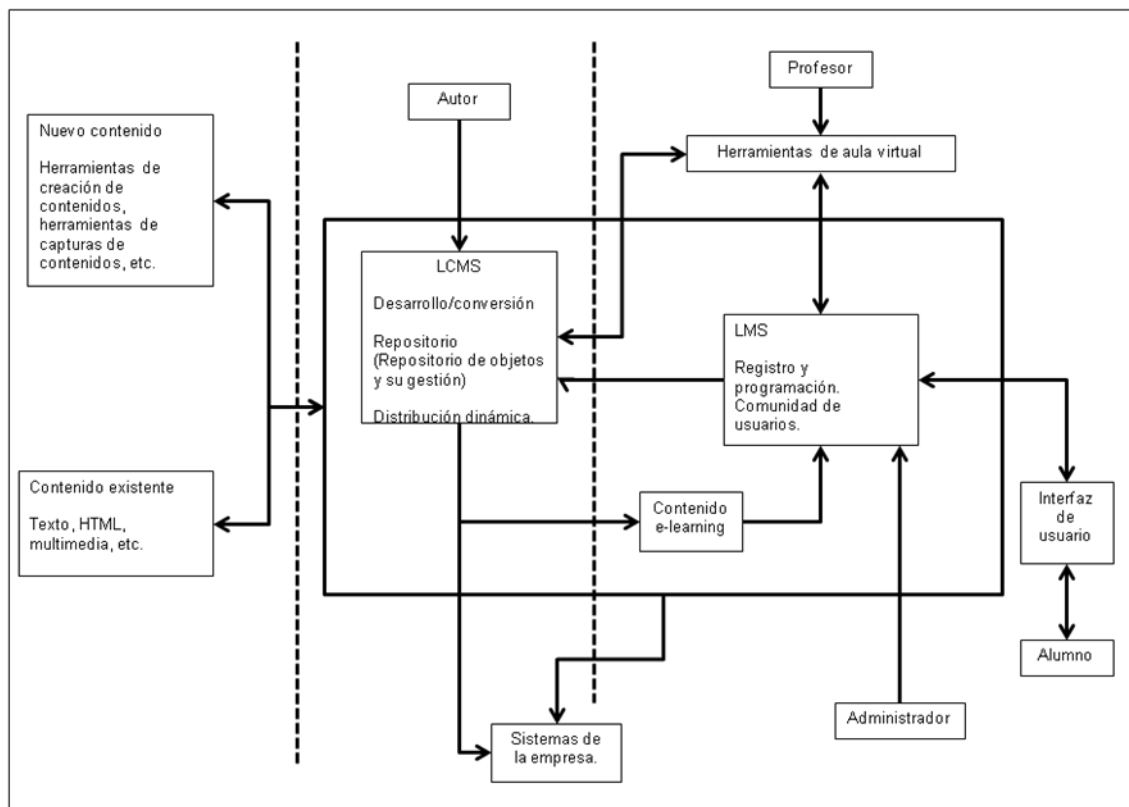 Profesor
Autor
Nuevo contenido
Herramientas de
creación de
contenidos,
herramientas de
capturas de
contenidos, etc.
Herramientas de aula virtual
LCMS
Desarrollo/conversión
Repositorio
(Repositorio de objetos
y su gestión)
Distribución dinámica.
LMS
Registro y
programación.
Comunidad de
usuarios.
Contenido existente
Texto, HTML,
multimedia, etc.
Contenido
e-learning
Interfaz
de
usuario
Alumno
Administrador
Sistemas de
la empresa.